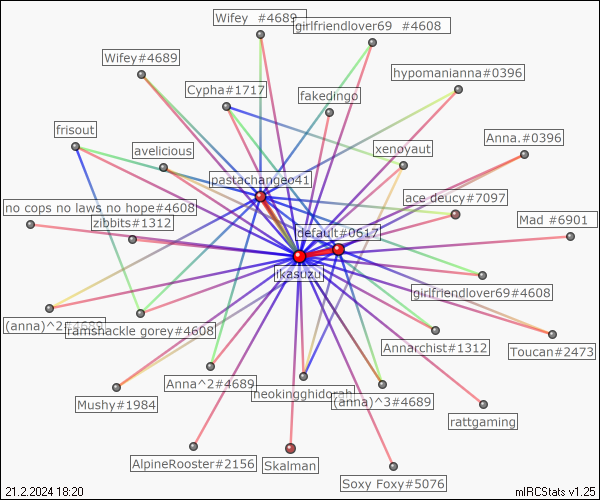 Wifey #4689
girlfriendlover69 #4608
Wifey#4689
hypomanianna#0396
Cypha#1717
fakedingo
frisout
Anna.#0396
avelicious
xenoyaut
pastachangeo41
ace deucy#7097
no cops no laws no hope#4608
Mad #6901
zibbits#1312
default#0617
ikasuzu
girlfriendlover69#4608
(anna)^2#4689
ramshackle gorey#4608
Annarchist#1312
Toucan#2473
Anna^2#4689
neokingghidorah
(anna)^3#4689
Mushy#1984
rattgaming
AlpineRooster#2156
Skalman
Soxy Foxy#5076
21.2.2024 18:20
mIRCStats v1.25